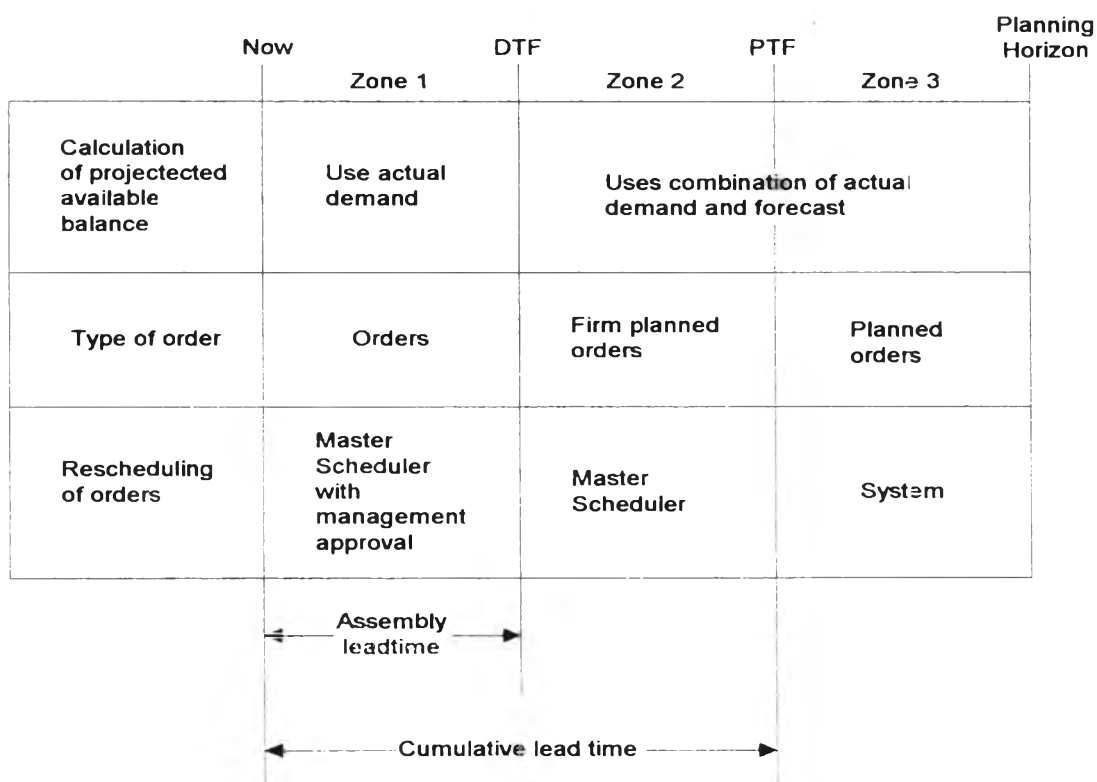 Now
DTF
PTF
Planning
Horizon
Zone 1
Zone 2
Zone 3
Calculation
of projectected
available
balance
Use actual
demand
Uses combination of actual
demand and forecast
Type of order
Orders
Firm planned
orders
Planned
orders
Rescheduling
of orders
Master
Scheduler
with
management
approval
Master
Scheduler
System
Assembly
leadtime
Cumulative lead time